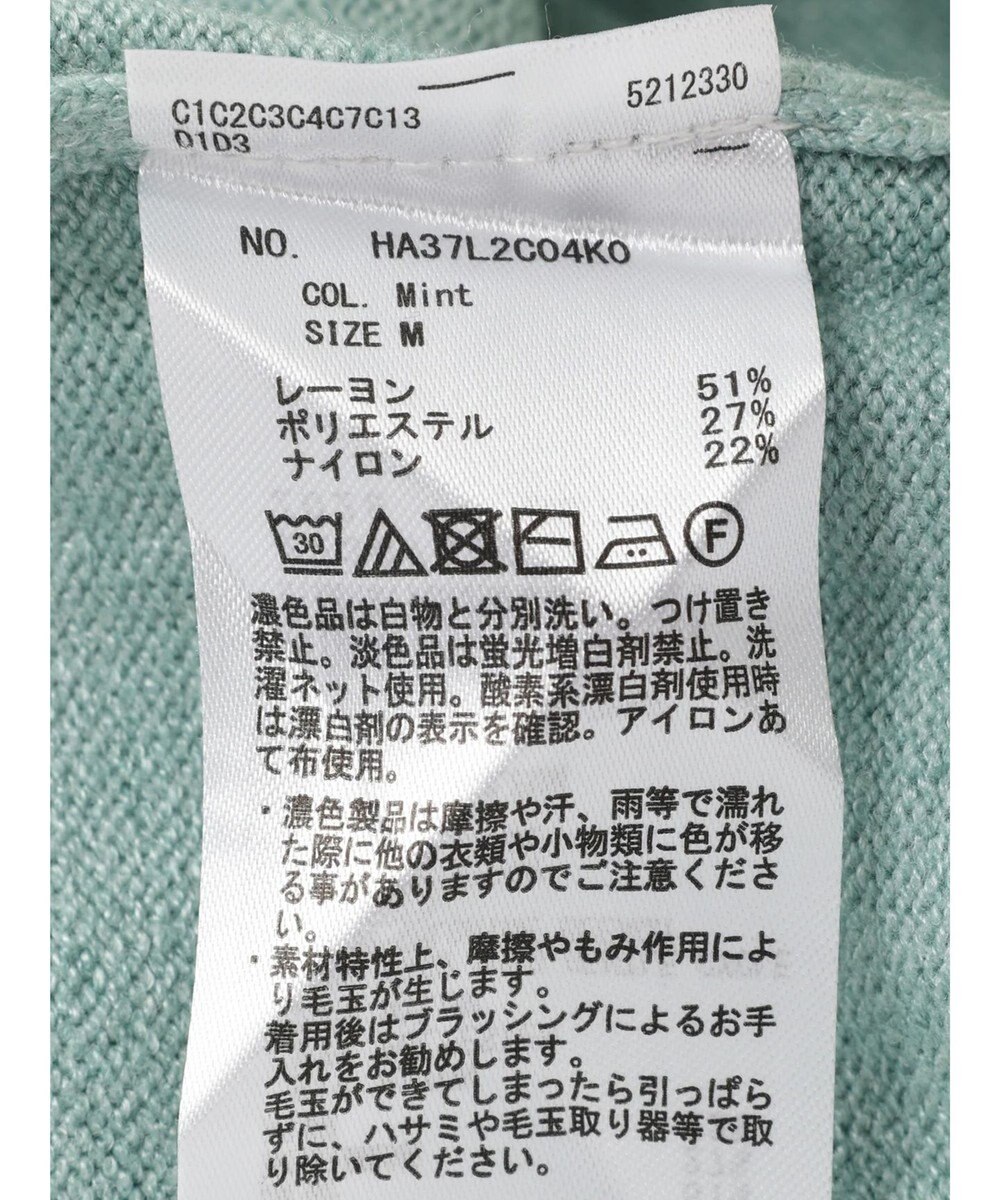 5212330
C1C2C3C4C7C13
D1D3
NO. HA37L2C04KO
COL. Mint
SIZE M
レーヨン 51%
ポリエステル 27%
ナイロン 22%
30 F
濃色品は白物と分別洗い。つけ置き
禁止。淡色品は蛍光増白剤禁止。洗
濯ネット使用。酸素系漂白剤使用時
は漂白剤の表示を確認。アイロンあ
て布使用。
・濃色製品は摩擦や汗、雨等で濡れ
た際に他の衣類や小物類に色が移
る事がありますのでご注意くださ
い。
・素材特性上、摩擦やもみ作用によ
り毛玉が生じます。
着用後はブラッシングによるお手
入れをお勧めします。
毛玉ができてしまったら引っぱら
ずに、ハサミや毛玉取り器等で取
り除いてください。